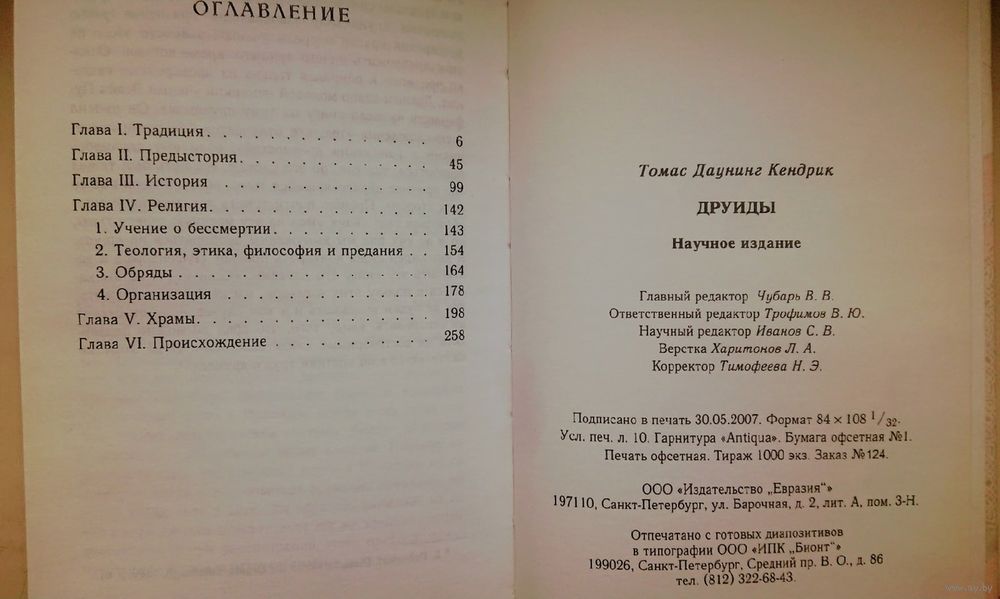 ОГЛАВЛЕНИЕ
Глава I. Традиция . . . . . . . . . . . . . . . 6
Глава II. Предыстория . . . . . . . . . . . . . 45
Глава III. История . . . . . . . . . . . . . . 99
Глава IV. Религия . . . . . . . . . . . . . . . 142
1. Учение о бессмертии . . . . . . . . . . . 143
2. Теология, этика, философия и предания . . 154
3. Обряды . . . . . . . . . . . . . . . . . 164
4. Организация . . . . . . . . . . . . . . 178
Глава V. Храмы . . . . . . . . . . . . . . . . 198
Глава VI. Происхождение . . . . . . . . . . . 258
Томас Даунинг Кендрик
ДРУИДЫ
Научное издание
Главный редактор Чубарь В. В.
Ответственный редактор Трофимов В. Ю.
Научный редактор Иванов С. В.
Верстка Харитонов Л. А.
Корректор Тимофеева Н. Э.
Подписано в печать 30.05.2007. Формат 84 × 108 1/32.
Усл. печ. л. 10. Гарнитура «Antiqua». Бумага офсетная №1.
Печать офсетная. Тираж 1000 экз. Заказ №124.
ООО «Издательство „Евразия“»
197110, Санкт-Петербург, ул. Барочная, д. 2, лит. А, пом. 3-Н.
Отпечатано с готовых диапозитивов
в типографии ООО «ИПК „Бионт“»
199026, Санкт-Петербург, Средний пр. В. О., д. 86
тел. (812) 322-68-43.
www.ay.by